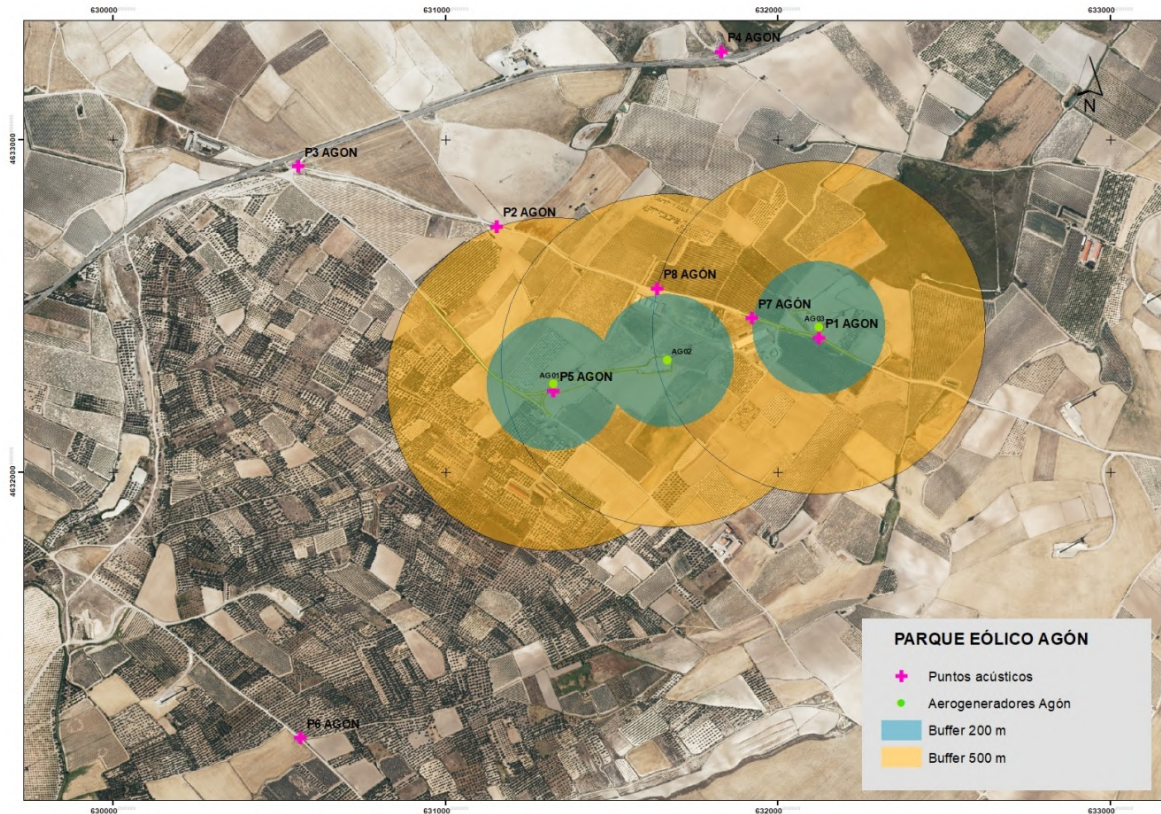 630000
631000
632000
633000
P4 AGON
N
4633000
4633000
P3 AGON
P2 AGON
P8 AGÓN
P7 AGÓN
AG03
P1 AGON
AG02
AG01
P5 AGON
4632000
4632000
P6 AGON
PARQUE EÓLICO AGÓN
Puntos acústicos
Aerogeneradores Agón
Buffer 200 m
Buffer 500 m
630000
631000
632000
633000